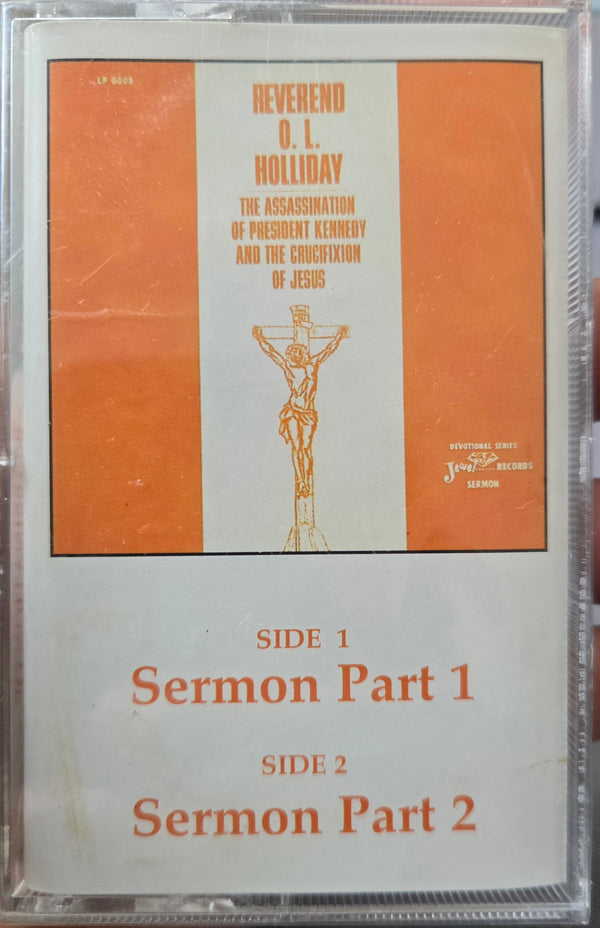 LP 0008
REVEREND
O. L.
HOLLIDAY
THE ASSASSINATION
OF PRESIDENT KENNEDY
AND THE CRUCIFIXION
OF JESUS
DEVOTIONAL SERIES
Jewel...... RECORDS
SERMON
SIDE 1
Sermon Part 1
SIDE 2
Sermon Part 2